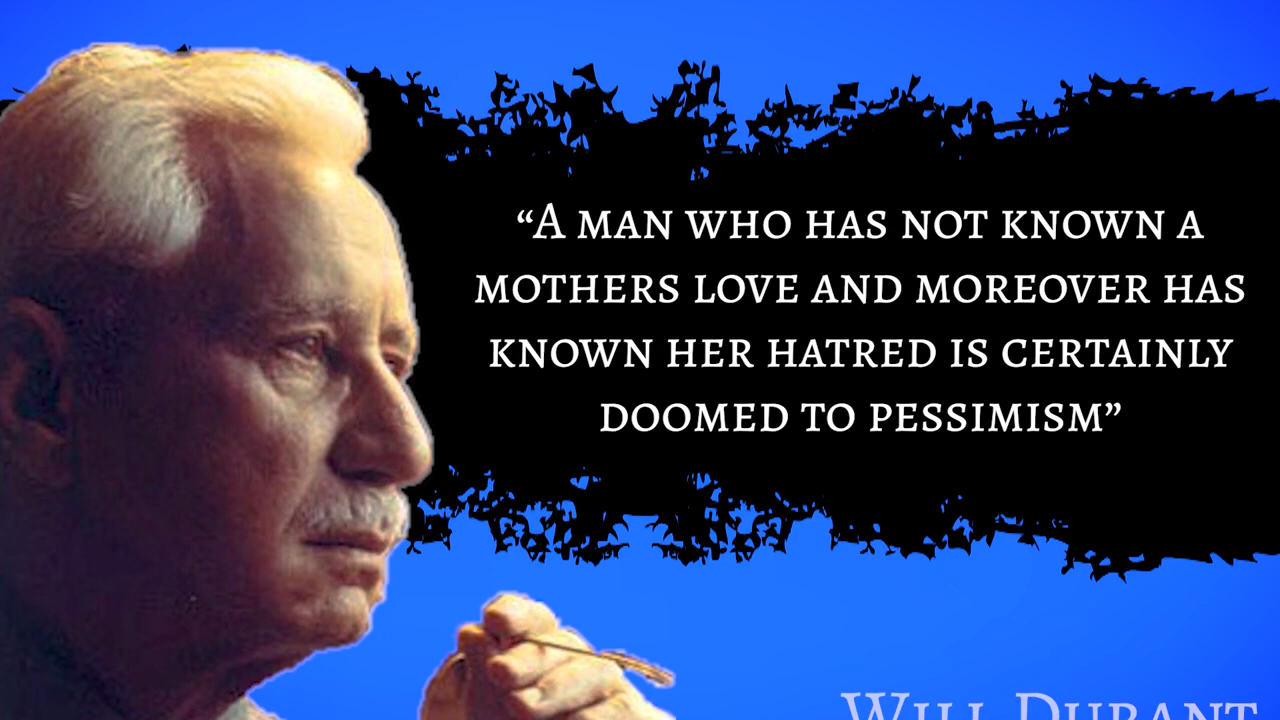 “A man who has not known a
mothers love and moreover has
known her hatred is certainly
doomed to pessimism”
Will Durant